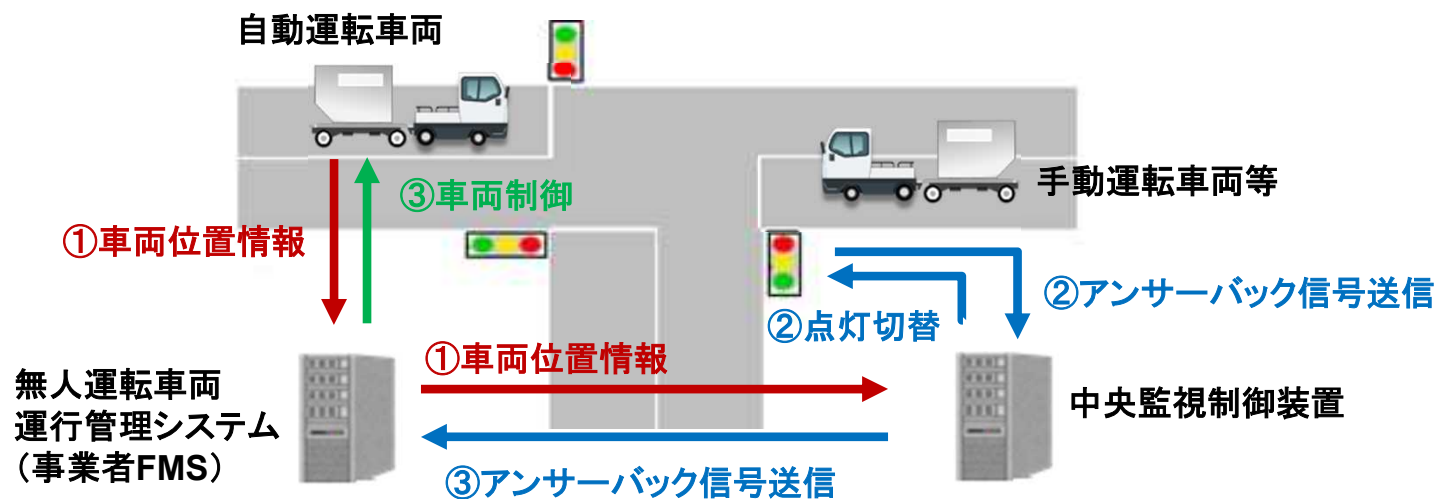 自動運転車両
手動運転車両等
③車両制御
①車両位置情報
②アンサーバック信号送信
②点灯切替
①車両位置情報
無人運転車両
運行管理システム
（事業者FMS）
中央監視制御装置
③アンサーバック信号送信